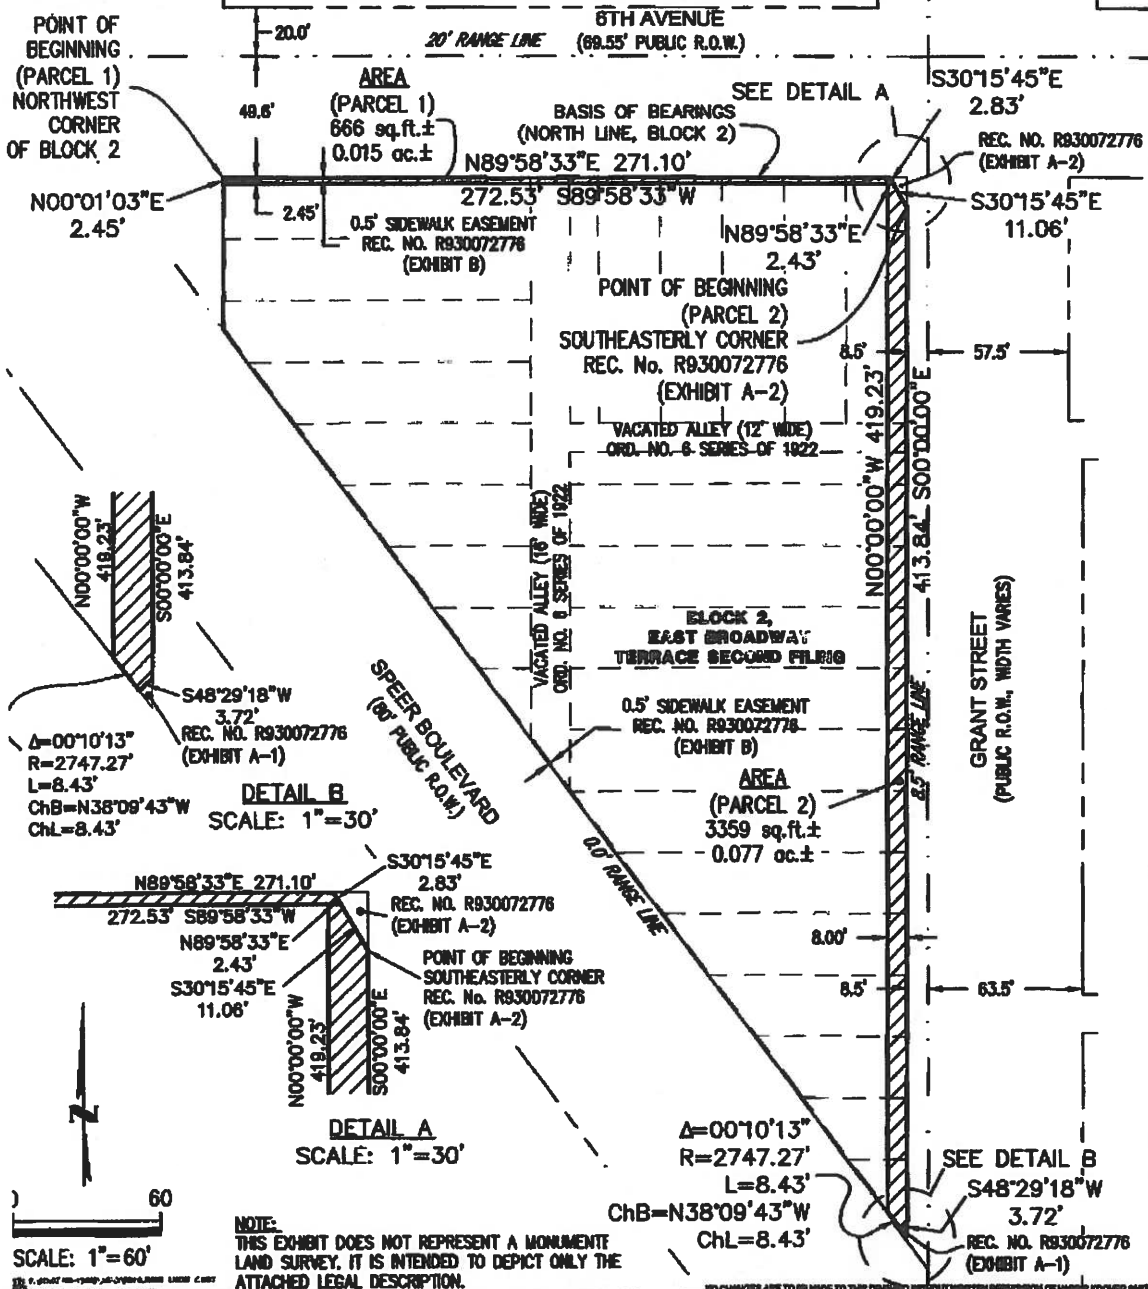 6TH AVENUE
20' RANGE LINE
(69.55' PUBLIC R.O.W.)
20.0'
49.6'
POINT OF
BEGINNING
(PARCEL 1)
NORTHWEST
CORNER
OF BLOCK 2
AREA
(PARCEL 1)
666 sq.ft.±
0.015 ac.±
BASIS OF BEARINGS
(NORTH LINE, BLOCK 2)
SEE DETAIL A
S30°15'45"E
2.83'
REC. NO. R930072776
(EXHIBIT A-2)
N89°58'33"E 271.10'
272.53' S89°58'33"W
N00°01'03"E
2.45'
2.45'
0.5' SIDEWALK EASEMENT
REC. NO. R930072776
(EXHIBIT B)
S30°15'45"E
11.06'
N89°58'33"E
2.43'
POINT OF BEGINNING
(PARCEL 2)
SOUTHEASTERLY CORNER
REC. No. R930072776
(EXHIBIT A-2)
8.5'
57.5'
VACATED ALLEY (12' WIDE)
ORD. NO. 6 SERIES OF 1922
N00°00'00"W 419.23'
413.84' S00°00'00"E
VACATED ALLEY (16' WIDE)
ORD. NO. 6 SERIES OF 1922
BLOCK 2,
EAST BROADWAY
TERRACE SECOND FILING
GRANT STREET
(PUBLIC R.O.W., WIDTH VARIES)
8.5' RANGE LINE
0.5' SIDEWALK EASEMENT
REC. NO. R930072776
(EXHIBIT B)
AREA
(PARCEL 2)
3359 sq.ft.±
0.077 ac.±
SPEER BOULEVARD
(80' PUBLIC R.O.W.)
0.0' RANGE LINE
N00°00'00"W
419.23'
S00°00'00"E
413.84'
S48°29'18"W
3.72'
REC. NO. R930072776
(EXHIBIT A-1)
Δ=00°10'13"
R=2747.27'
L=8.43'
ChB=N38°09'43"W
ChL=8.43'
DETAIL B
SCALE: 1"=30'
N89°58'33"E 271.10'
272.53' S89°58'33"W
S30°15'45"E
2.83'
REC. NO. R930072776
(EXHIBIT A-2)
N89°58'33"E
2.43'
S30°15'45"E
11.06'
POINT OF BEGINNING
SOUTHEASTERLY CORNER
REC. No. R930072776
(EXHIBIT A-2)
N00°00'00"W
419.23'
S00°00'00"E
413.84'
DETAIL A
SCALE: 1"=30'
8.00'
8.5'
63.5'
Δ=00°10'13"
R=2747.27'
L=8.43'
ChB=N38°09'43"W
ChL=8.43'
SEE DETAIL B
S48°29'18"W
3.72'
REC. NO. R930072776
(EXHIBIT A-1)
N
60
SCALE: 1"=60'
NOTE:
THIS EXHIBIT DOES NOT REPRESENT A MONUMENTE
LAND SURVEY. IT IS INTENDED TO DEPICT ONLY THE
ATTACHED LEGAL DESCRIPTION.